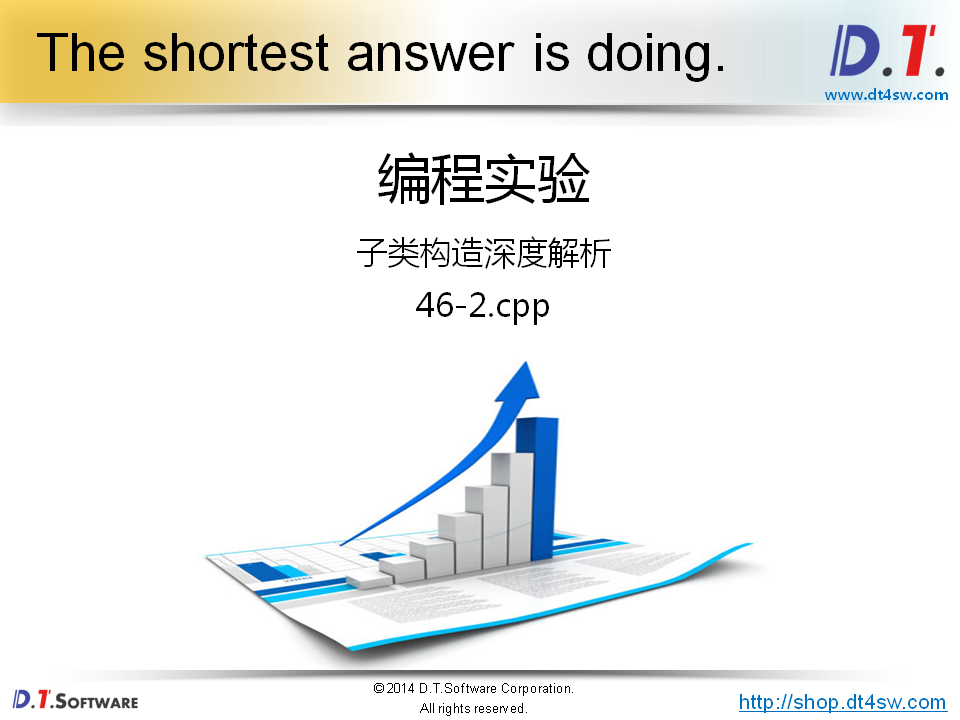 The shortest answer is doing.
D.T.
www.dt4sw.com
编程实验
子类构造深度解析
46-2.cpp
2009
©2014 D.T.Software Corporation.
All rights reserved.
D.T.SOFTWARE
http://shop.dt4sw.com